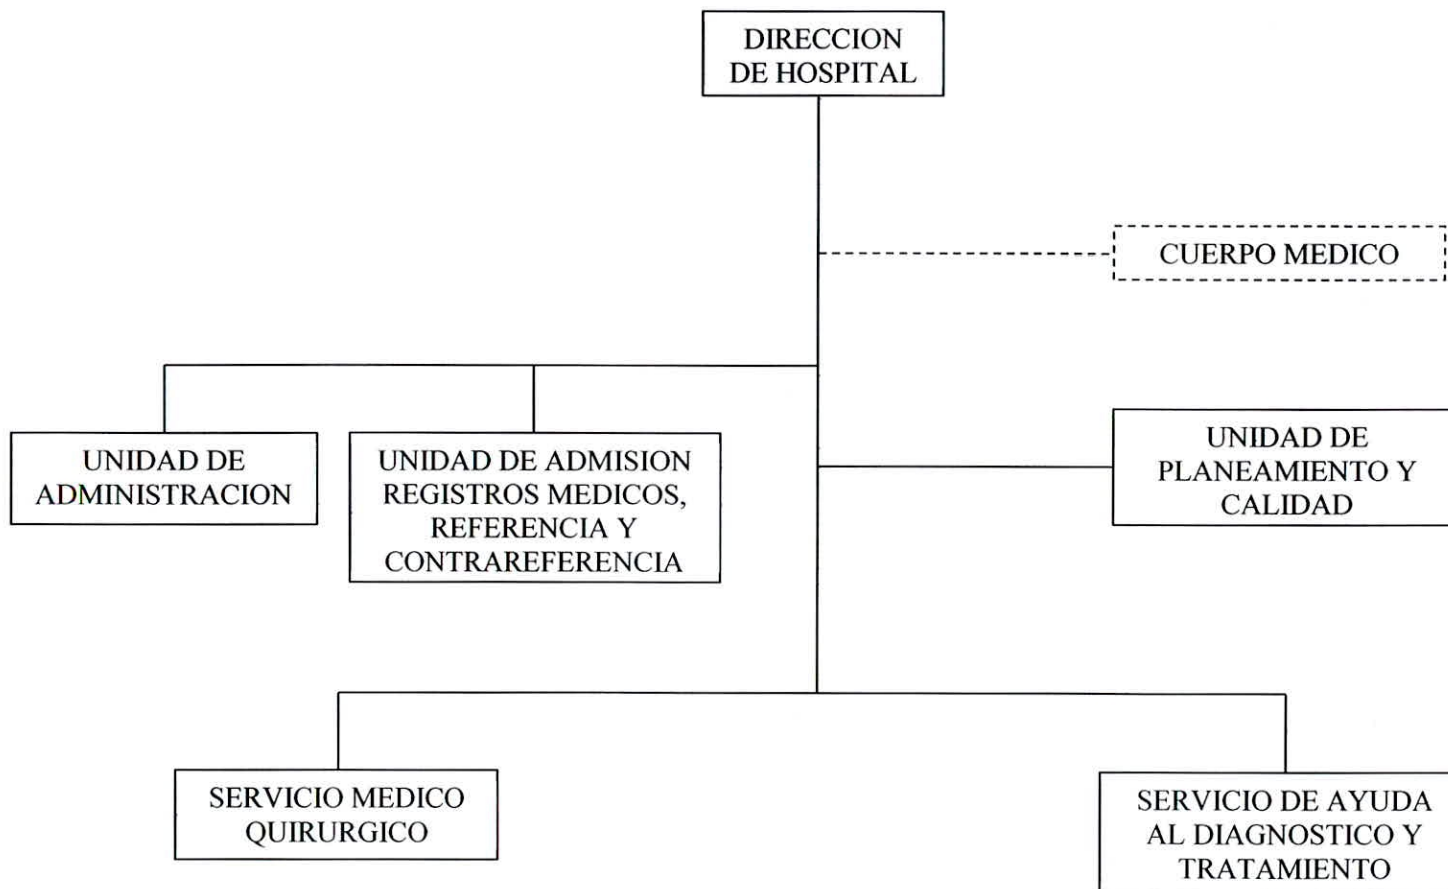 DIRECCION
DE HOSPITAL
CUERPO MEDICO
UNIDAD DE
ADMINISTRACION
UNIDAD DE ADMISION
REGISTROS MEDICOS,
REFERENCIA Y
CONTRAREFERENCIA
UNIDAD DE
PLANEAMIENTO Y
CALIDAD
SERVICIO MEDICO
QUIRURGICO
SERVICIO DE AYUDA
AL DIAGNOSTICO Y
TRATAMIENTO